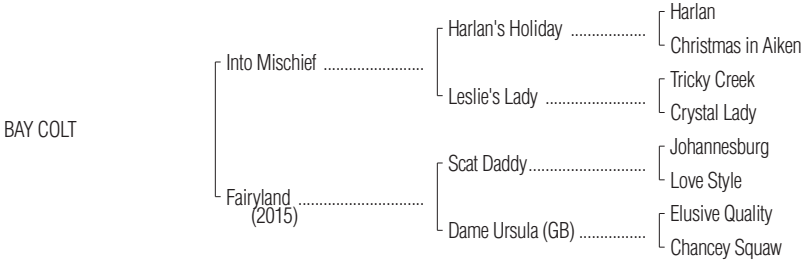 Harlan
Harlan's Holiday ..................
Christmas in Aiken
Into Mischief ........................
Tricky Creek
Leslie's Lady ........................
Crystal Lady
BAY COLT
Johannesburg
Scat Daddy............................
Love Style
Fairyland ..............................
(2015)
Elusive Quality
Dame Ursula (GB) ................
Chancey Squaw